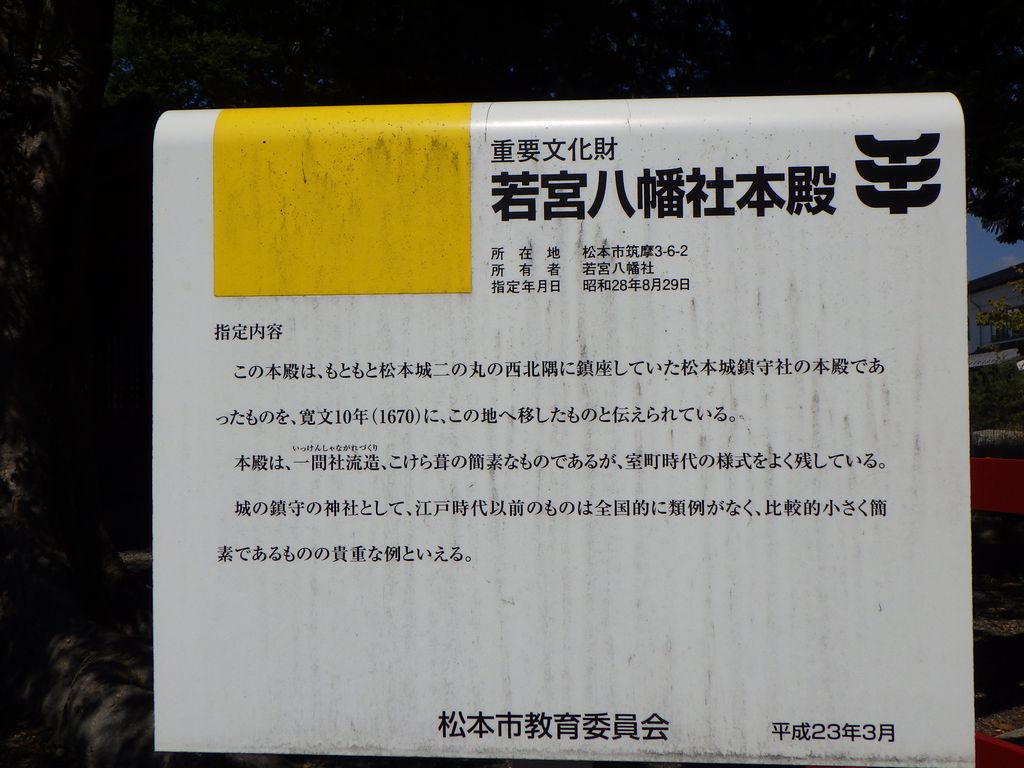 重要文化財
若宮八幡社本殿
所在地 松本市筑摩3-6-2
所有者 若宮八幡社
指定年月日 昭和28年8月29日
指定内容
この本殿は、もともと松本城二の丸の西北隅に鎮座していた松本城鎮守社の本殿であ
ったものを、寛文10年(1670)に、この地へ移したものと伝えられている。
いっけんしゃながれづくり
本殿は、一間社流造、こけら葺の簡素なものであるが、室町時代の様式をよく残している。
城の鎮守の神社として、江戸時代以前のものは全国的に類例がなく、比較的小さく簡
素であるものの貴重な例といえる。
松本市教育委員会 平成23年3月